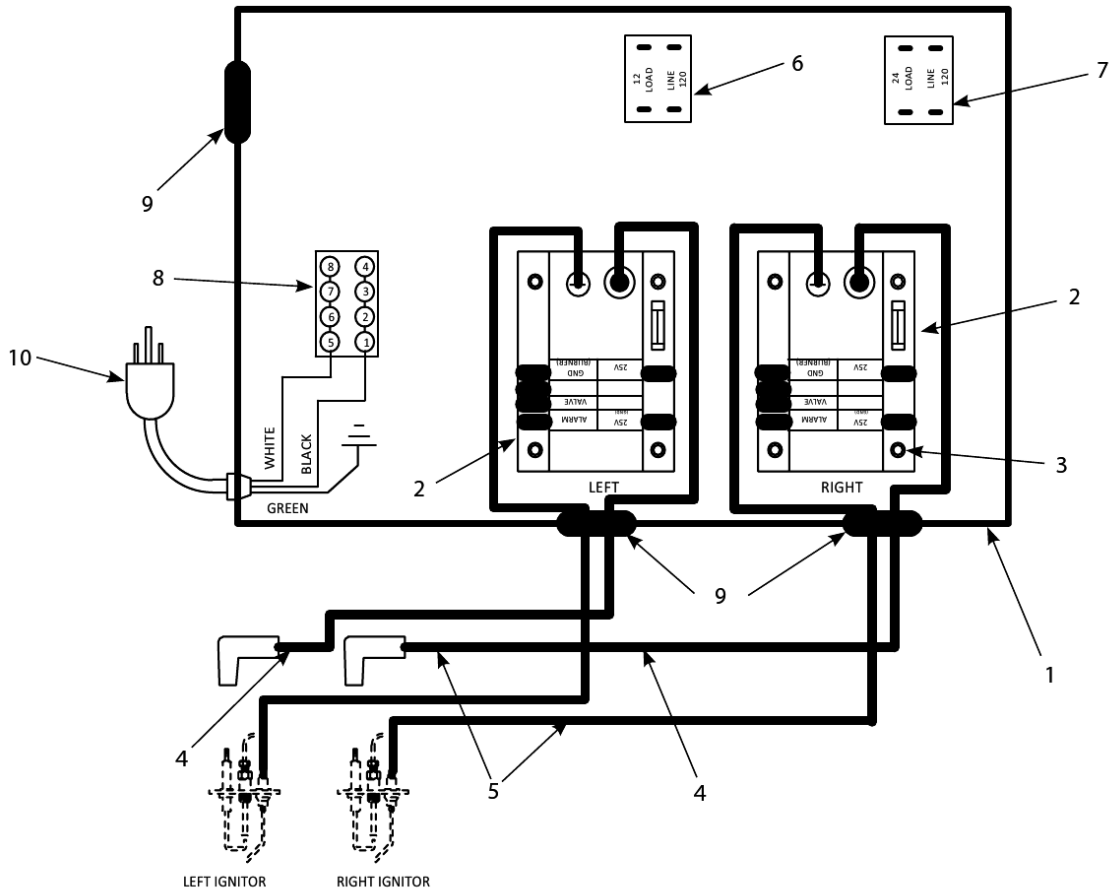 12
LOAD
LINE
120
6
24
LOAD
LINE
120
7
9
8
8
4
7
3
6
2
5
1
10
WHITE
BLACK
GREEN
2
(BURNER)
GND
25V
VALVE
ALARM
25V
LEFT
(BURNER)
GND
25V
VALVE
ALARM
25V
RIGHT
2
3
9
1
4
5
4
LEFT IGNITOR
RIGHT IGNITOR